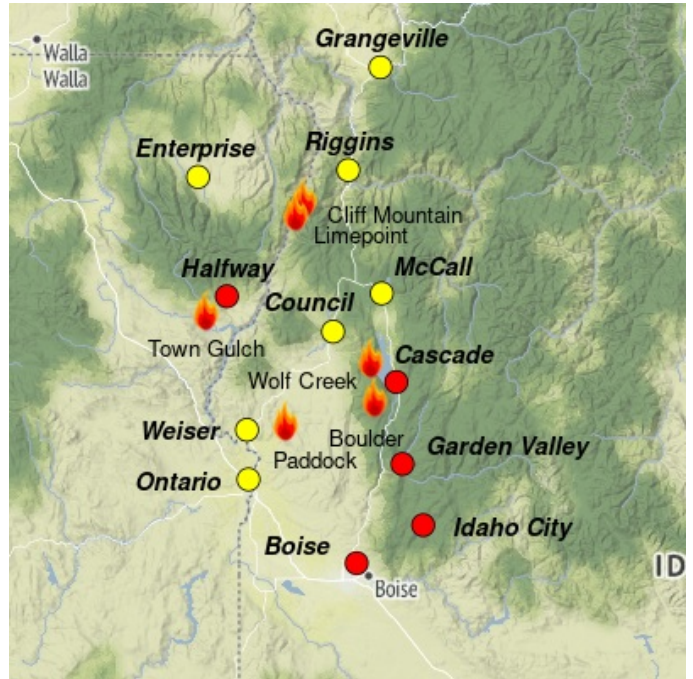 Grangeville
Walla
Walla
Enterprise
Riggins
Cliff Mountain
Limepoint
Halfway
McCall
Council
Town Gulch
Cascade
Wolf Creek
Weiser
Boulder
Garden Valley
Paddock
Ontario
Idaho City
Boise
ID
Boise